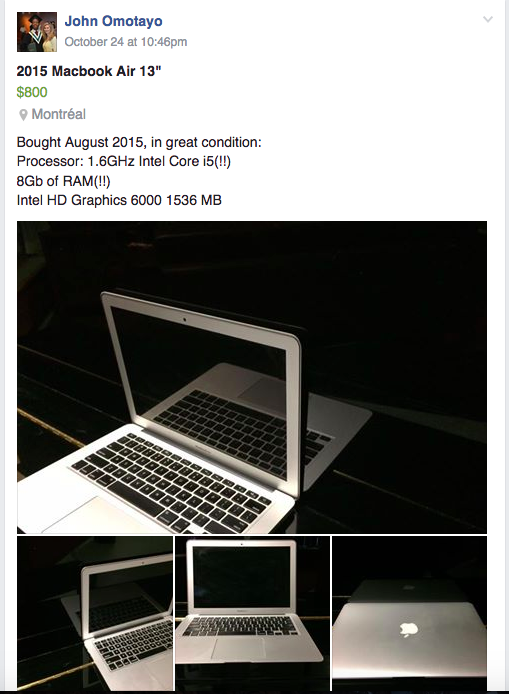 John Omotayo
October 24 at 10:46pm
2015 Macbook Air 13"
$800
Montréal
Bought August 2015, in great condition:
Processor: 1.6GHz Intel Core i5(!!)
8Gb of RAM(!!)
Intel HD Graphics 6000 1536 MB